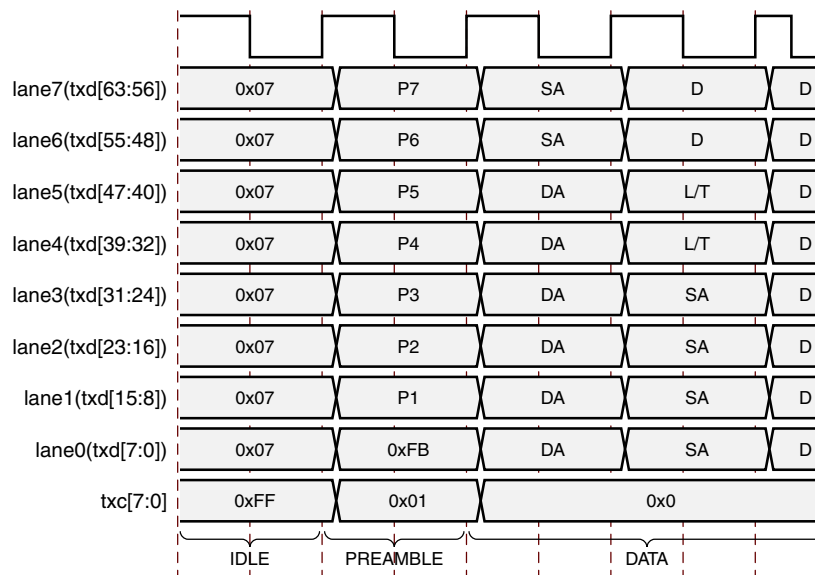 lane7(txd[63:56]) 0x07 P7 SA D D
lane6(txd[55:48]) 0x07 P6 SA D D
lane5(txd[47:40]) 0x07 P5 DA L/T D
lane4(txd[39:32]) 0x07 P4 DA L/T D
lane3(txd[31:24]) 0x07 P3 DA SA D
lane2(txd[23:16]) 0x07 P2 DA SA D
lane1(txd[15:8]) 0x07 P1 DA SA D
lane0(txd[7:0]) 0x07 0xFB DA SA D
txc[7:0] 0xFF 0x01 0x0
IDLE PREAMBLE DATA